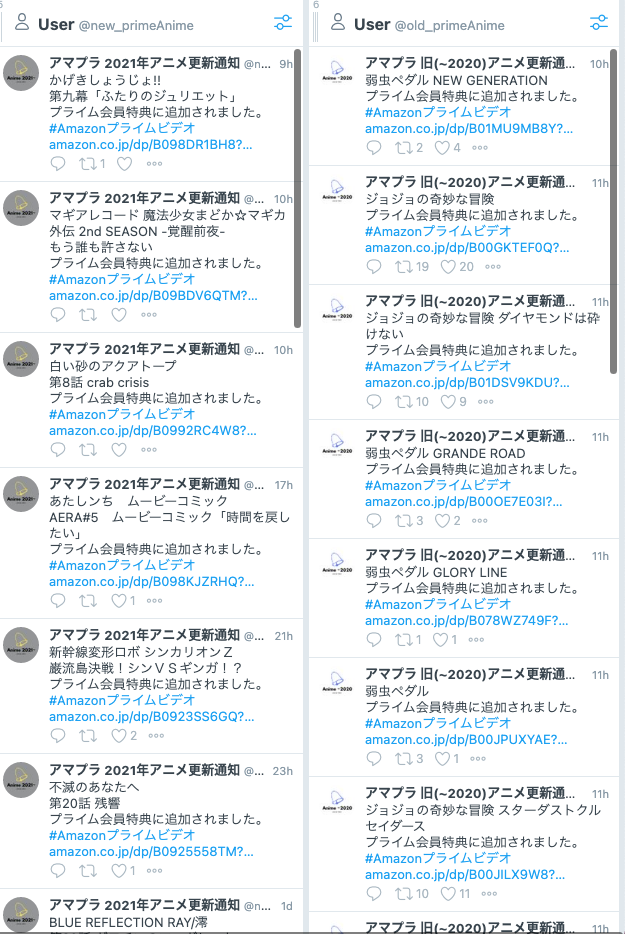 User @new_primeAnime
アマプラ 2021年アニメ更新通知 @n... 9h
かげきしょうじょ!!
第九幕「ふたりのジュリエット」
プライム会員特典に追加されました。
#Amazonプライムビデオ
amazon.co.jp/dp/B098DR1BH8?...
1
アマプラ 2021年アニメ更新通知 @... 10h
マギアレコード 魔法少女まどか☆マギカ
外伝 2nd SEASON -覚醒前夜-
もう誰も許さない
プライム会員特典に追加されました。
#Amazonプライムビデオ
amazon.co.jp/dp/B09BDV6QTM?...
アマプラ 2021年アニメ更新通知 @... 10h
白い砂のアクアトープ
第8話 crab crisis
プライム会員特典に追加されました。
#Amazonプライムビデオ
amazon.co.jp/dp/B0992RC4W8?...
アマプラ 2021年アニメ更新通知 @... 17h
あたしンち　ムービーコミック
AERA#5　ムービーコミック「時間を戻し
たい」
プライム会員特典に追加されました。
#Amazonプライムビデオ
amazon.co.jp/dp/B098KJZRHQ?...
1
アマプラ 2021年アニメ更新通知 @... 21h
新幹線変形ロボ シンカリオンＺ
巌流島決戦！シンＶＳギンガ！？
プライム会員特典に追加されました。
#Amazonプライムビデオ
amazon.co.jp/dp/B0923SS6GQ?...
2
アマプラ 2021年アニメ更新通知 @... 23h
不滅のあなたへ
第20話 残響
プライム会員特典に追加されました。
#Amazonプライムビデオ
amazon.co.jp/dp/B0925558TM?...
1
アマプラ 2021年アニメ更新通知 @n... 1d
BLUE REFLECTION RAY/澪
6
User @old_primeAnime
アマプラ 旧(~2020)アニメ更新通... 10h
弱虫ペダル NEW GENERATION
プライム会員特典に追加されました。
#Amazonプライムビデオ
amazon.co.jp/dp/B01MU9MB8Y?...
2 4
アマプラ 旧(~2020)アニメ更新通... 11h
ジョジョの奇妙な冒険
プライム会員特典に追加されました。
#Amazonプライムビデオ
amazon.co.jp/dp/B00GKTEF0Q?...
19 20
アマプラ 旧(~2020)アニメ更新通... 11h
ジョジョの奇妙な冒険 ダイヤモンドは砕
けない
プライム会員特典に追加されました。
#Amazonプライムビデオ
amazon.co.jp/dp/B01DSV9KDU?...
10 9
アマプラ 旧(~2020)アニメ更新通... 11h
弱虫ペダル GRANDE ROAD
プライム会員特典に追加されました。
#Amazonプライムビデオ
amazon.co.jp/dp/B00OE7E03I?...
3 2
アマプラ 旧(~2020)アニメ更新通... 11h
弱虫ペダル GLORY LINE
プライム会員特典に追加されました。
#Amazonプライムビデオ
amazon.co.jp/dp/B078WZ749F?...
1 1
アマプラ 旧(~2020)アニメ更新通... 11h
弱虫ペダル
プライム会員特典に追加されました。
#Amazonプライムビデオ
amazon.co.jp/dp/B00JPUXYAE?...
3 1
アマプラ 旧(~2020)アニメ更新通... 11h
ジョジョの奇妙な冒険 スターダストクル
セイダース
プライム会員特典に追加されました。
#Amazonプライムビデオ
amazon.co.jp/dp/B00JILX9W8?...
10 11
アマプラ 旧(~2020)アニメ更新通... 11h